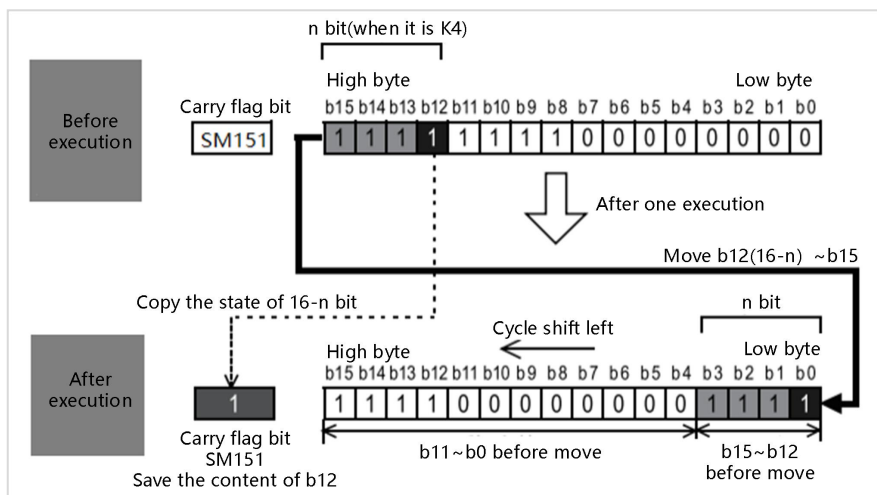 n bit(when it is K4)
High byte Low byte
Before
execution
Carry flag bit
b15 b14 b13 b12 b11 b10 b9 b8 b7 b6 b5 b4 b3 b2 b1 b0
SM151
1 1 1 1 1 1 1 1 0 0 0 0 0 0 0 0
After one execution
Move b12(16-n) ~b15
Copy the state of 16-n bit
n bit
Cycle shift left
High byte Low byte
After
execution
b15 b14 b13 b12 b11 b10 b9 b8 b7 b6 b5 b4 b3 b2 b1 b0
1
1 1 1 1 0 0 0 0 0 0 0 0 1 1 1 1
Carry flag bit
SM151
Save the content of b12
b11~b0 before move
b15~b12
before move